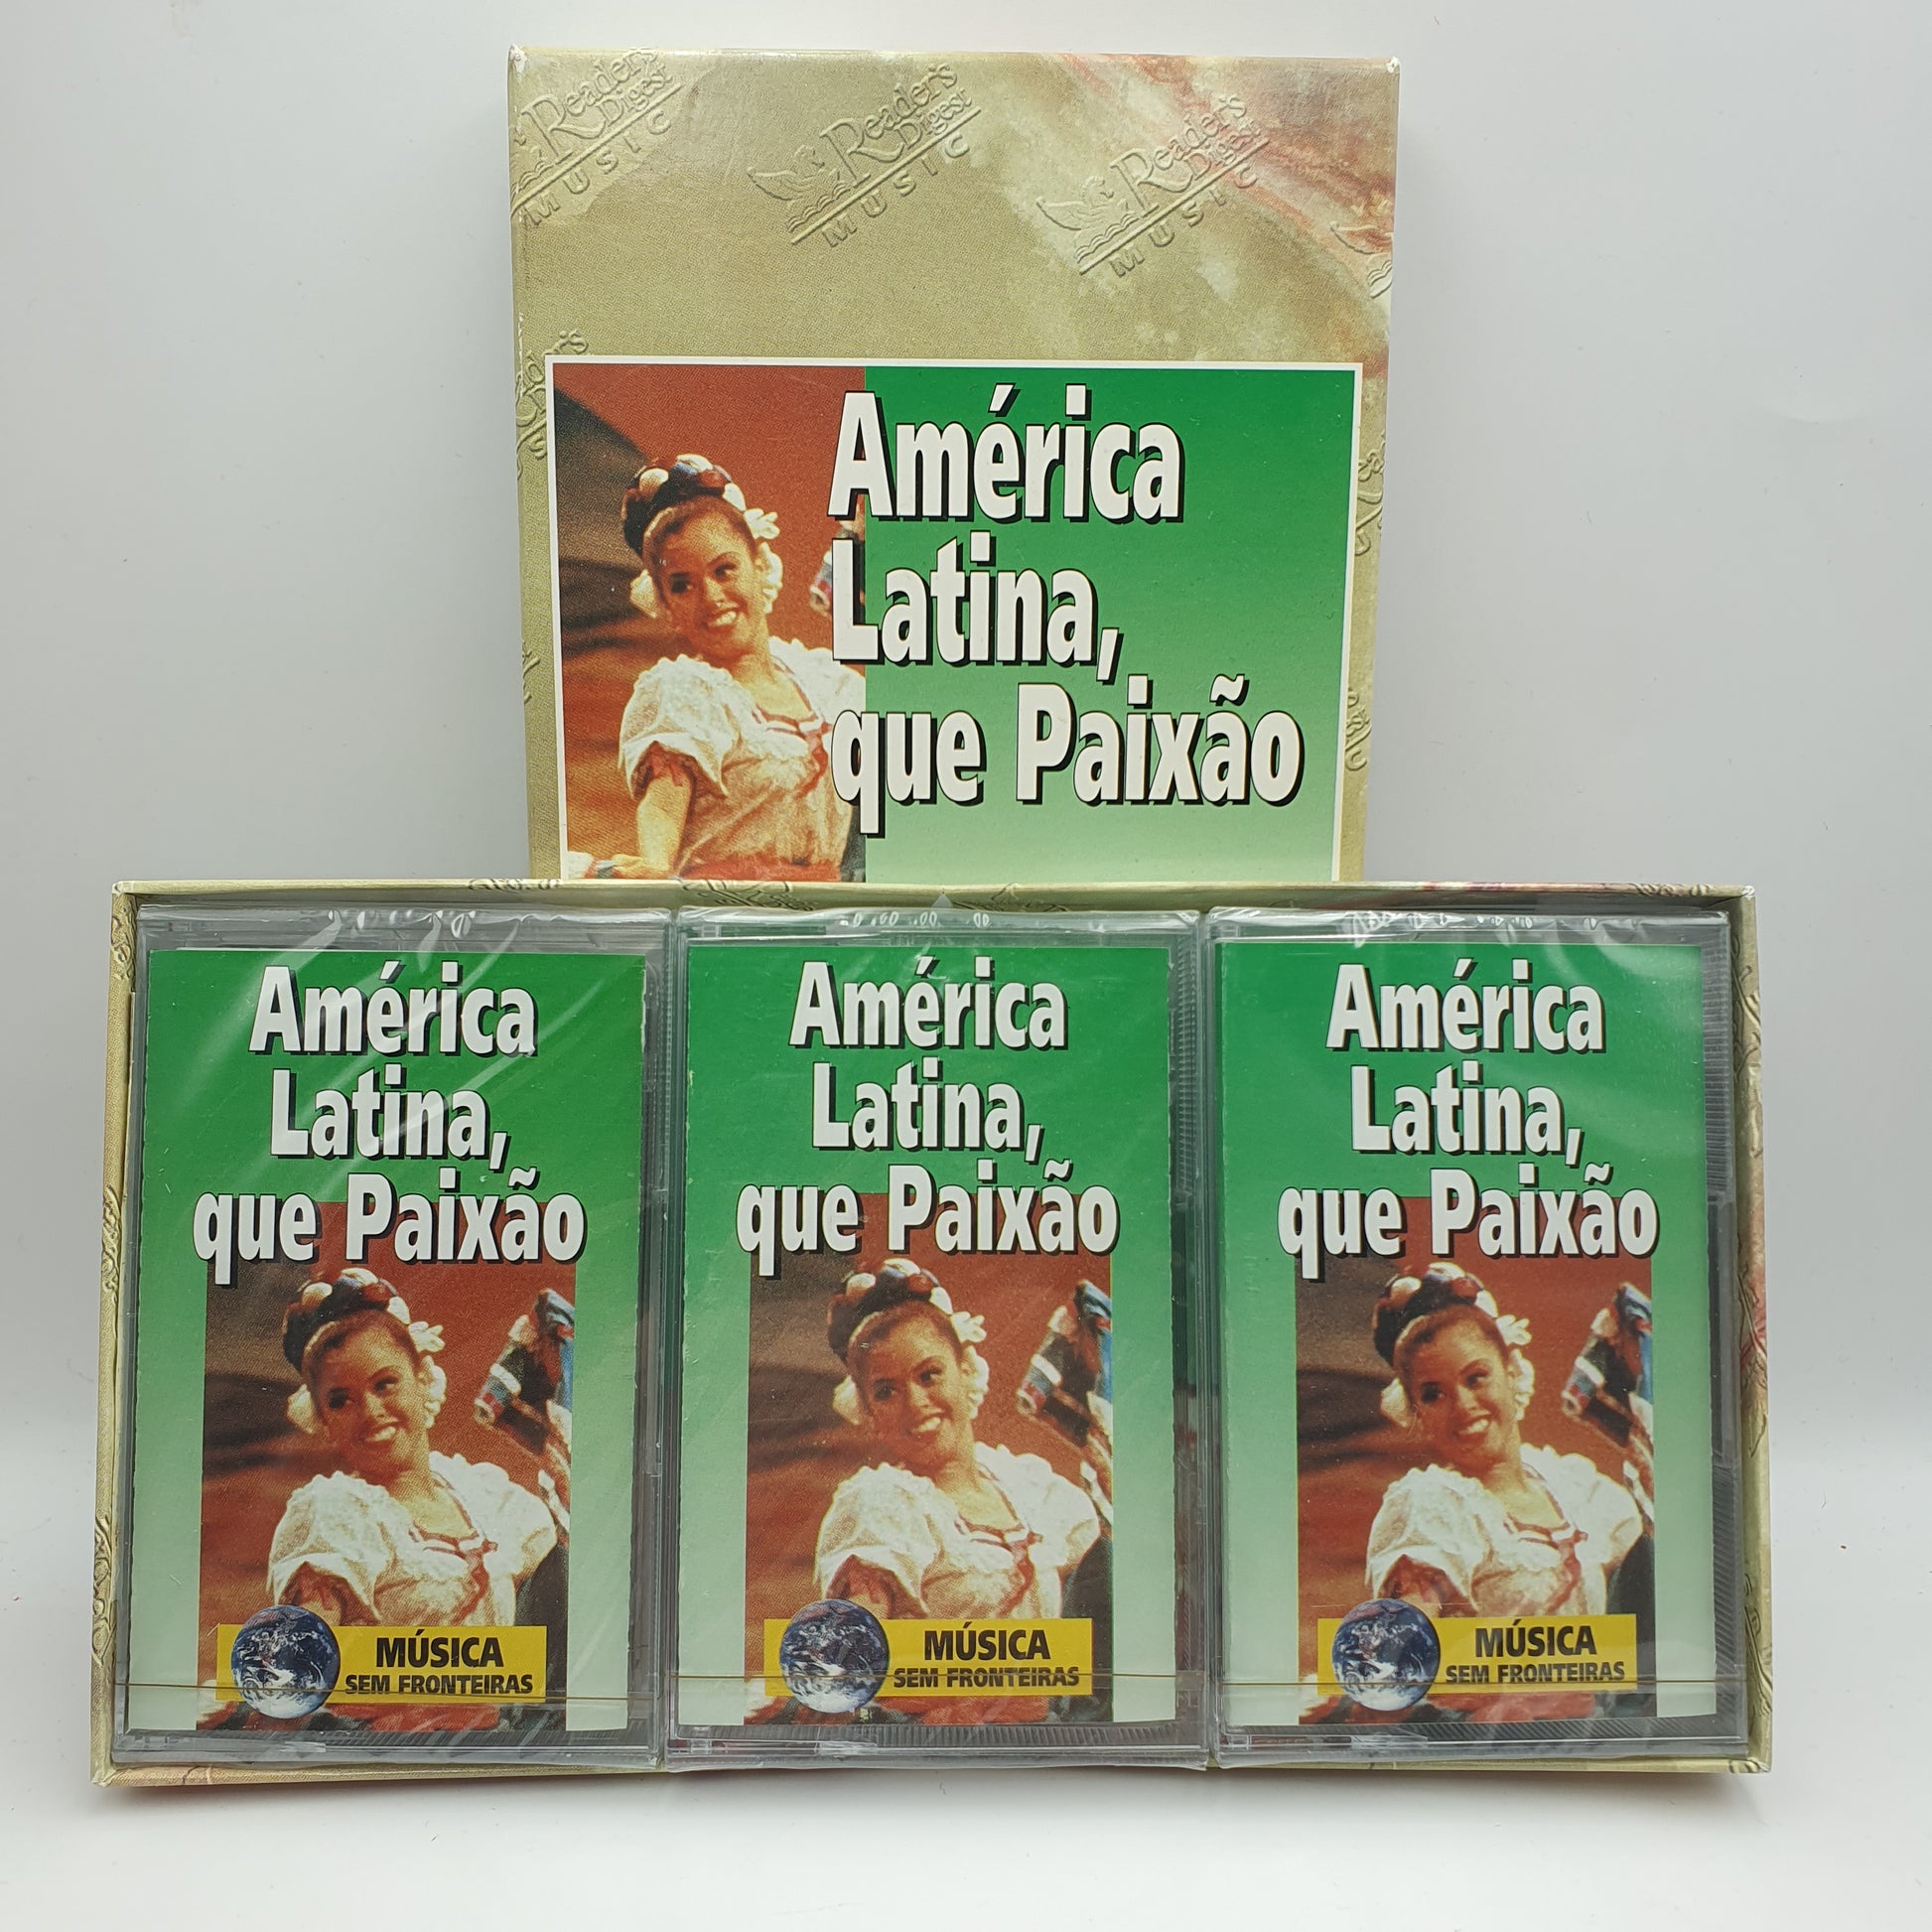 Reader's
Digest
MUSIC
Reader's
Digest
MUSIC
Reader's
Digest
MUSIC
Reader's
América
Latina,
que Paixão
América
Latina,
que Paixão
MÚSICA
SEM FRONTEIRAS
América
Latina,
que Paixão
MÚSICA
SEM FRONTEIRAS
América
Latina,
que Paixão
MÚSICA
SEM FRONTEIRAS